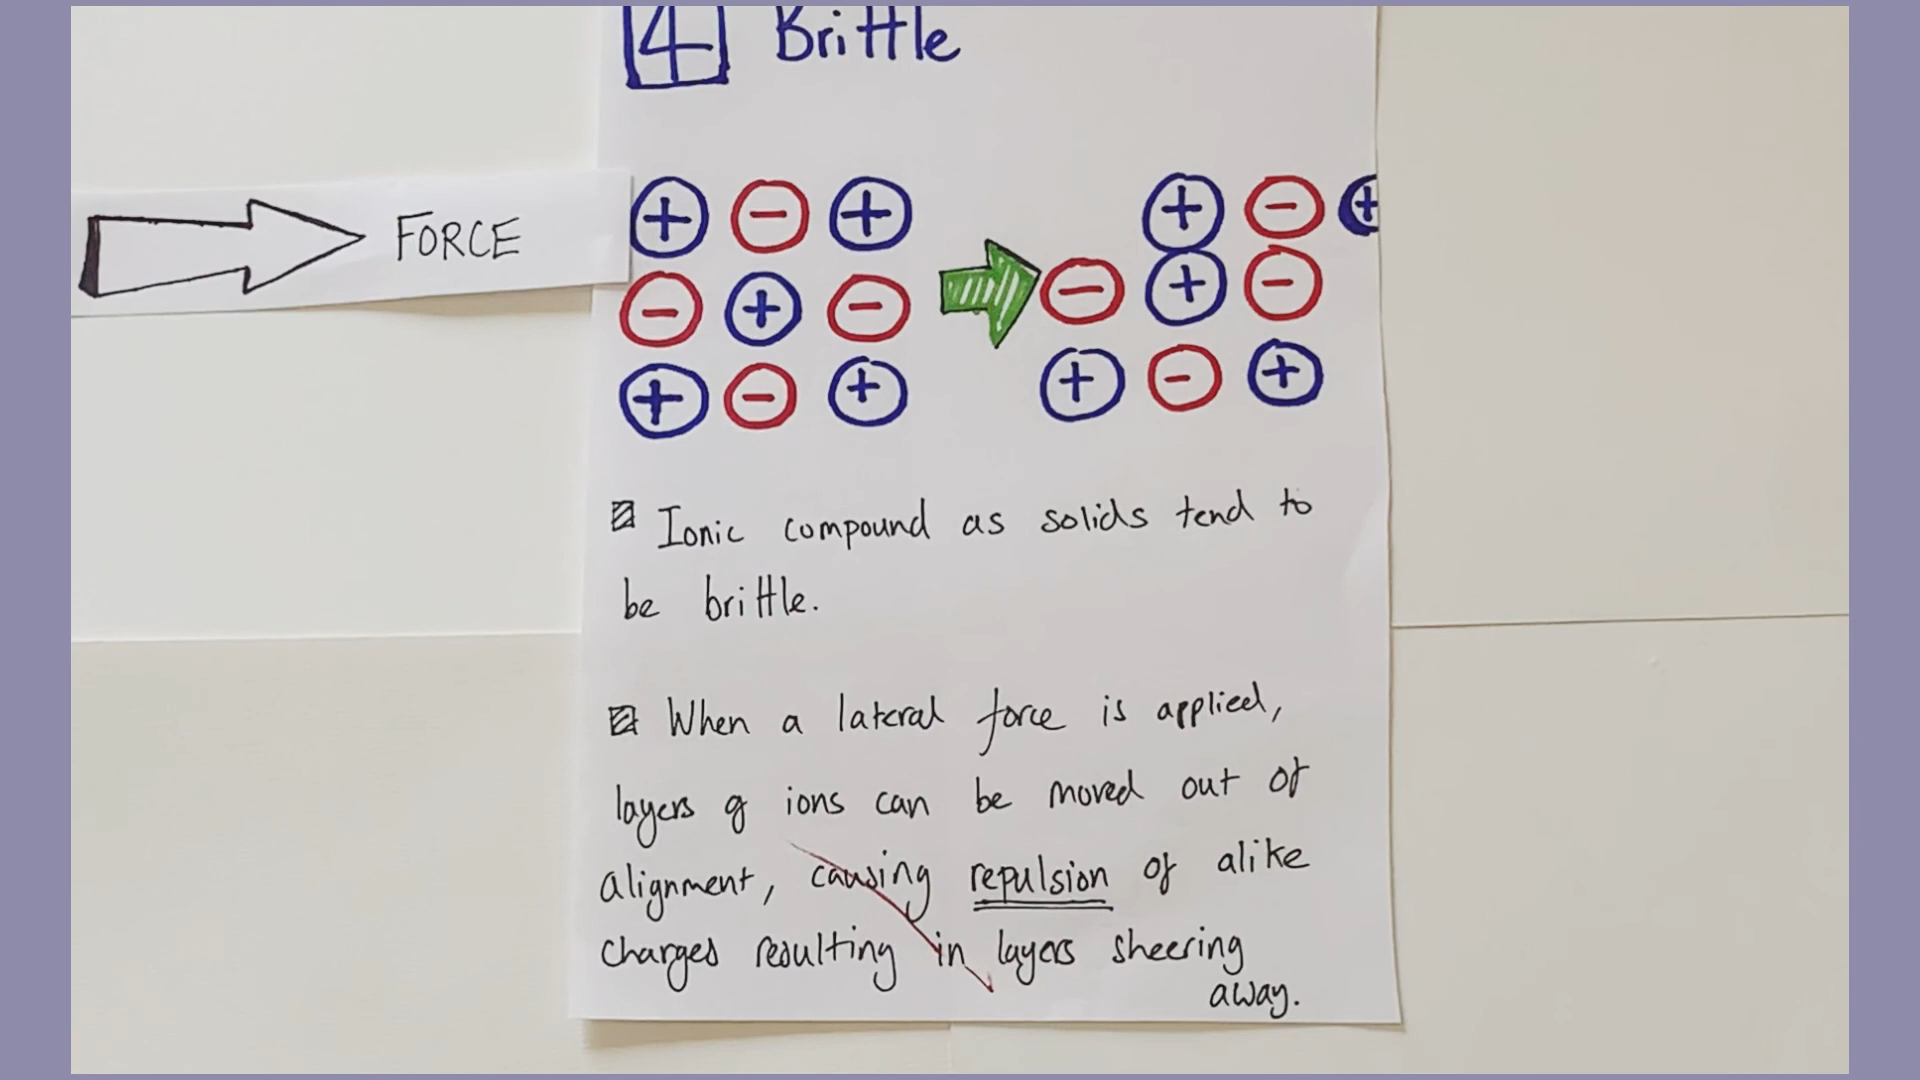 4 Brittle
FORCE
+ − + + − +
− + − − + −
+ − + + − +
Ionic compound as solids tend to
be brittle.
When a lateral force is applied,
layers of ions can be moved out of
alignment, causing repulsion of alike
charges resulting in layers sheering
away.